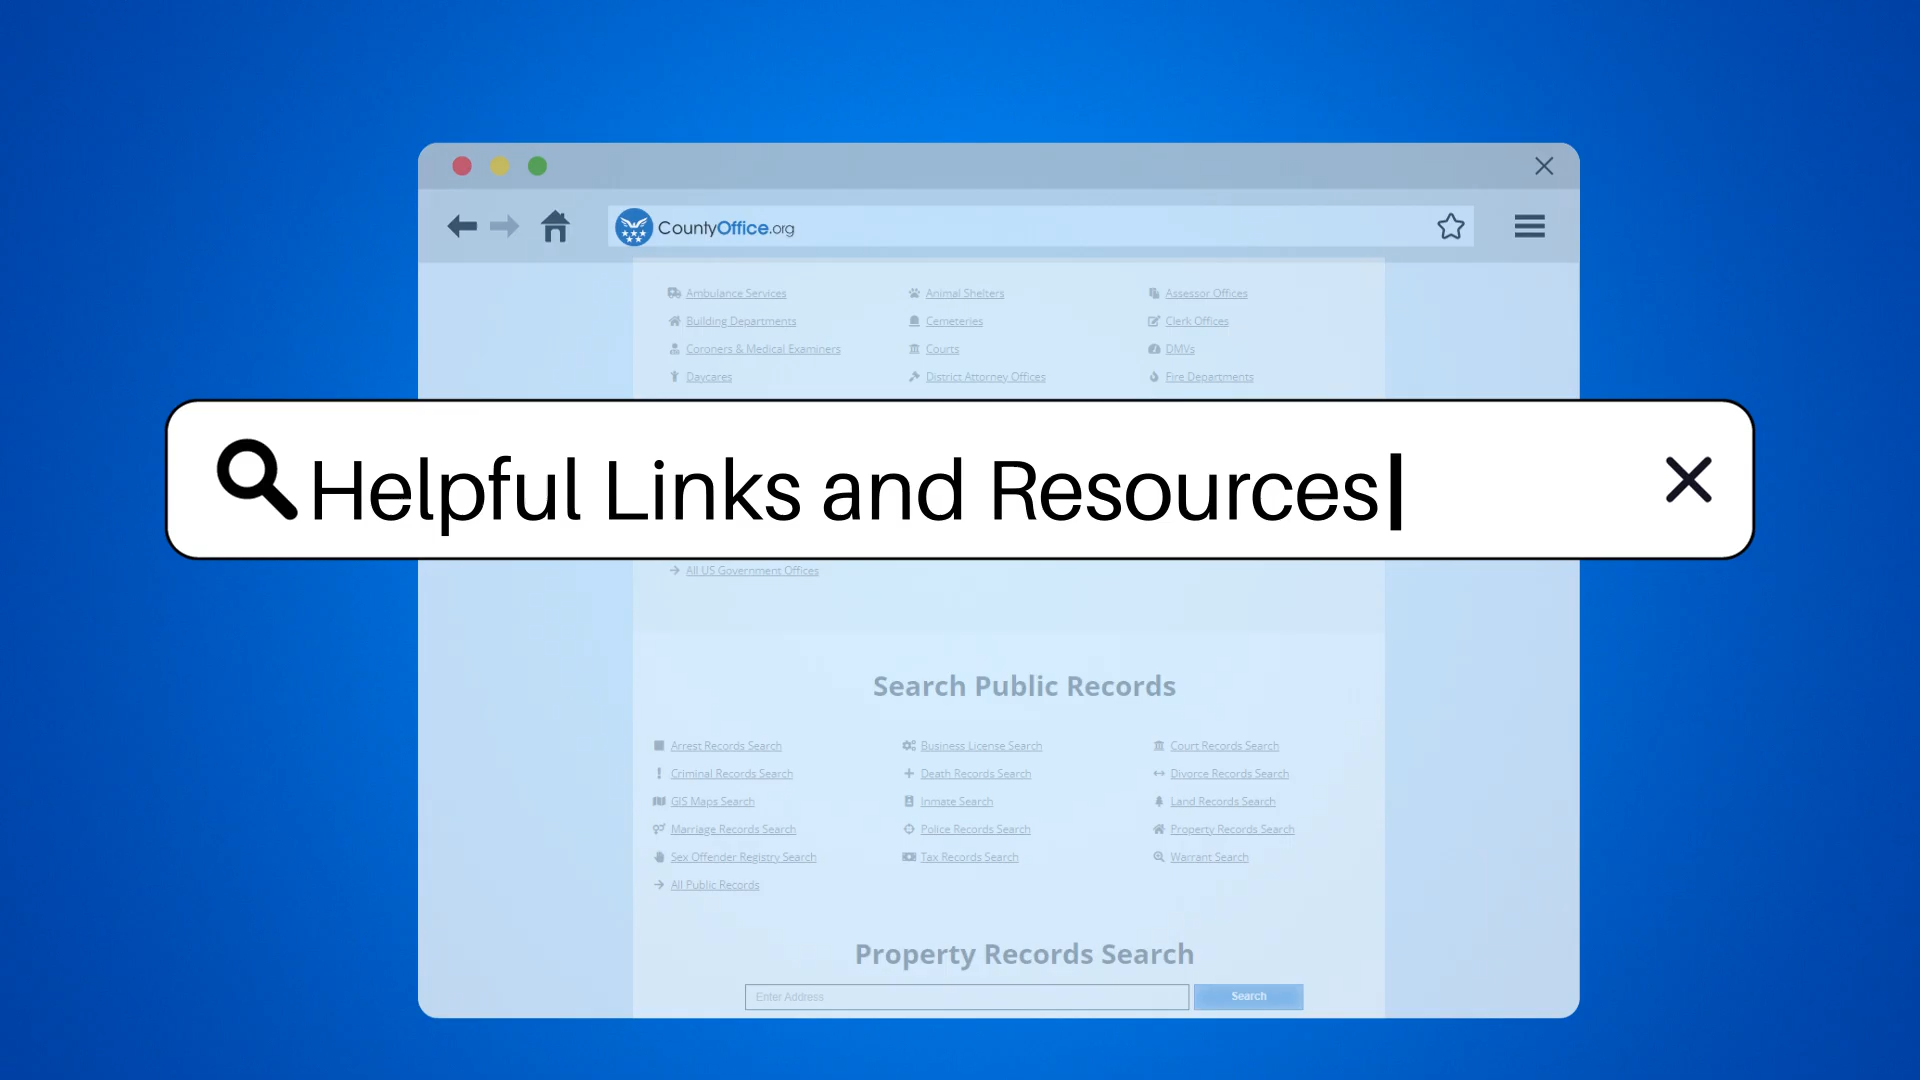 CountyOffice.org
Ambulance Services Animal Shelters Assessor Offices
Building Departments Cemeteries Clerk Offices
Coroners & Medical Examiners Courts DMVs
Daycares District Attorney Offices Fire Departments
Helpful Links and Resources
All US Government Offices
Search Public Records
Arrest Records Search Business License Search Court Records Search
Criminal Records Search Death Records Search Divorce Records Search
GIS Maps Search Inmate Search Land Records Search
Marriage Records Search Police Records Search Property Records Search
Sex Offender Registry Search Tax Records Search Warrant Search
All Public Records
Property Records Search
Enter Address Search